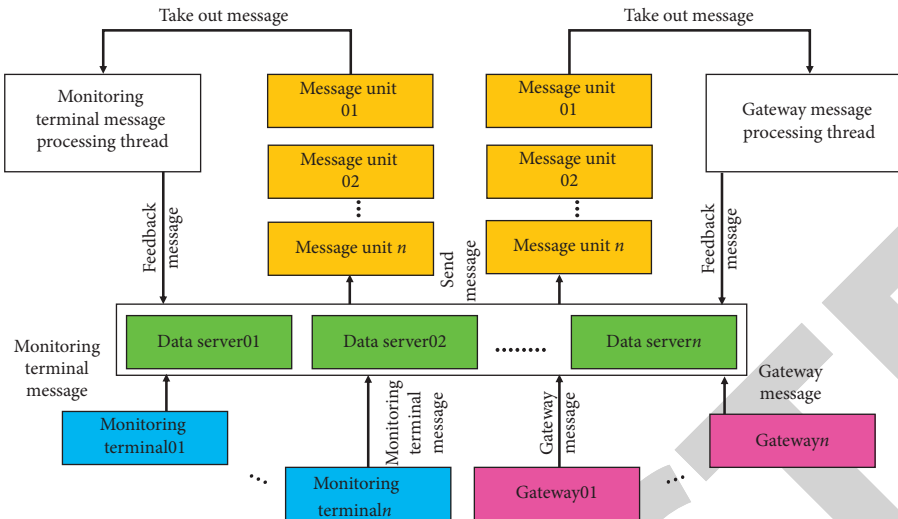 Take out message
Take out message
Monitoring
terminal message
processing thread
Message unit
01
Message unit
01
Gateway message
processing thread
Message unit
02
Message unit
02
Feedback
message
Message unit n
Send
message
Message unit n
Feedback
message
Data server01
Data server02
Data servern
Monitoring
terminal
message
Monitoring
terminal01
Monitoring
terminal
message
Gateway
message
Gateway
message
Gatewayn
Monitoring
terminaln
Gateway01